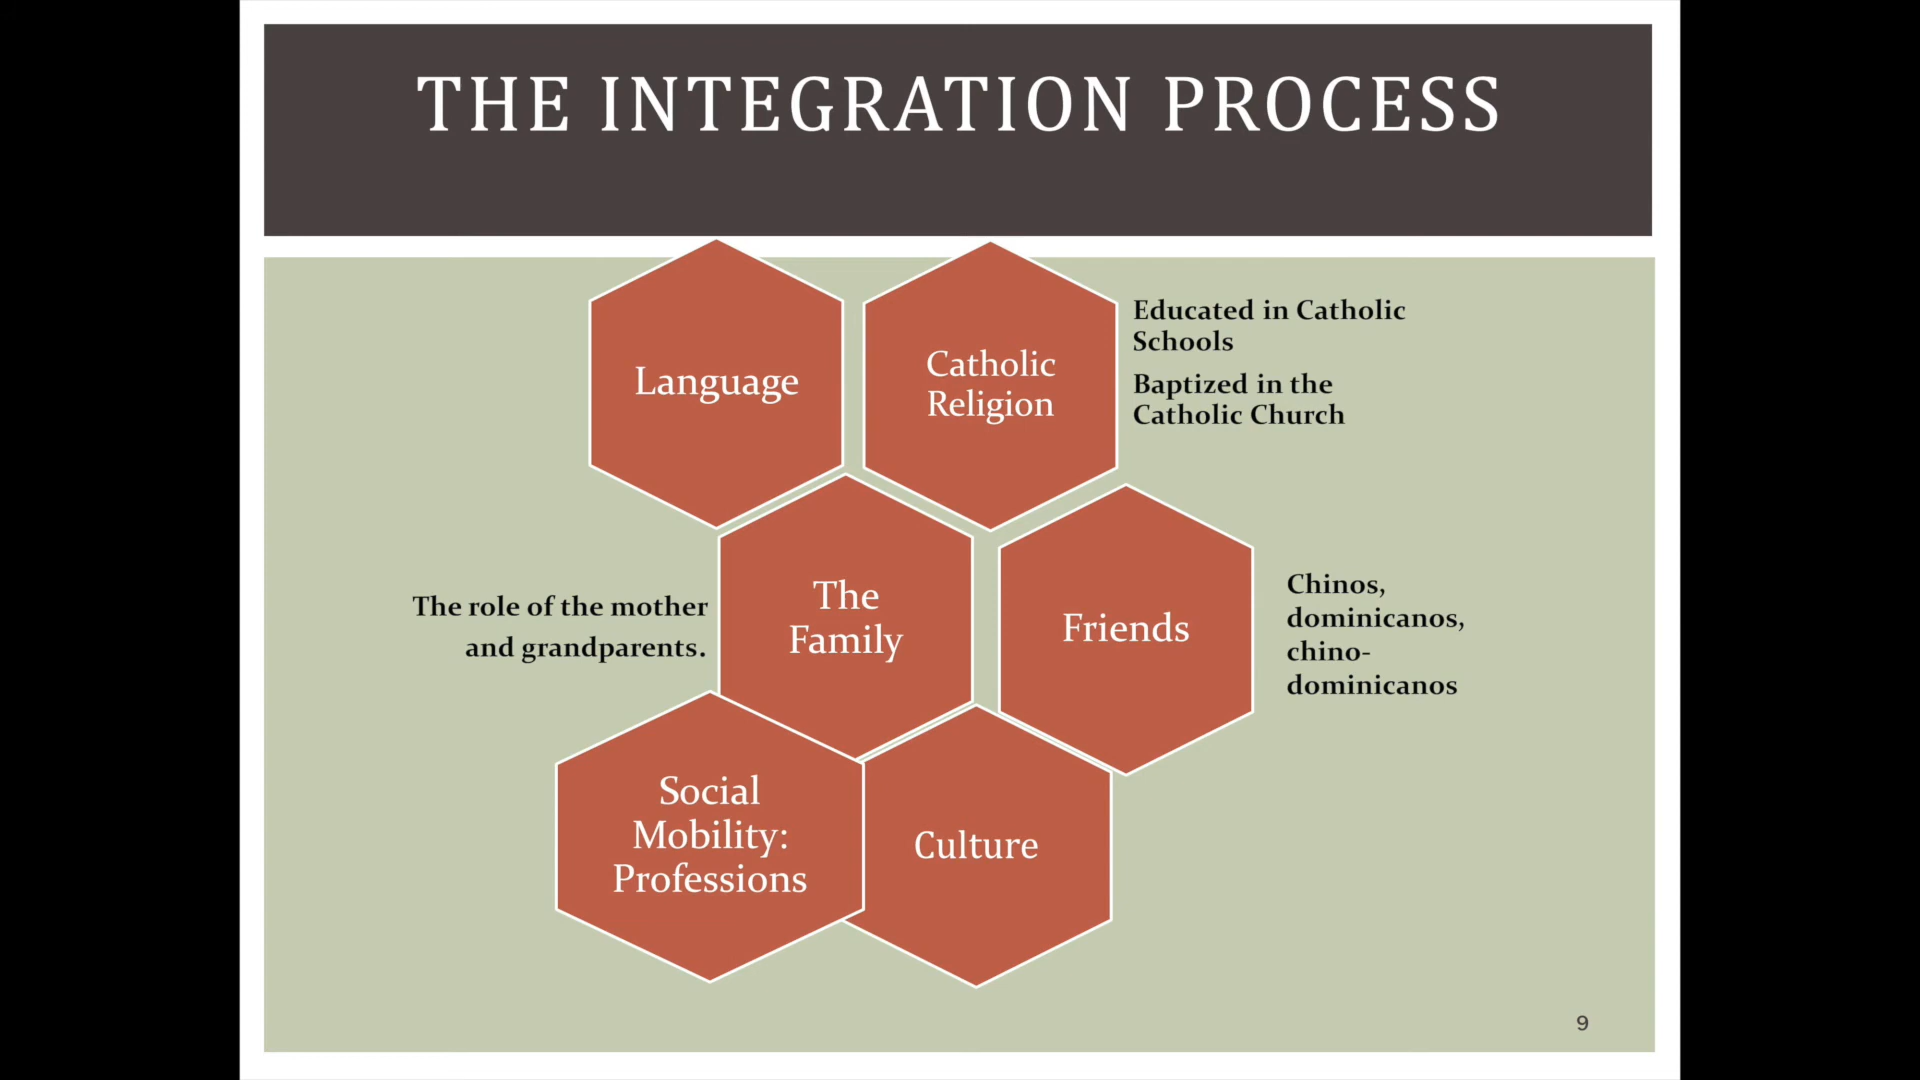 THE INTEGRATION PROCESS
Language
Catholic
Religion
Educated in Catholic
Schools
Baptized in the
Catholic Church
The role of the mother
and grandparents.
The
Family
Friends
Chinos,
dominicanos,
chino-
dominicanos
Social
Mobility:
Professions
Culture
9